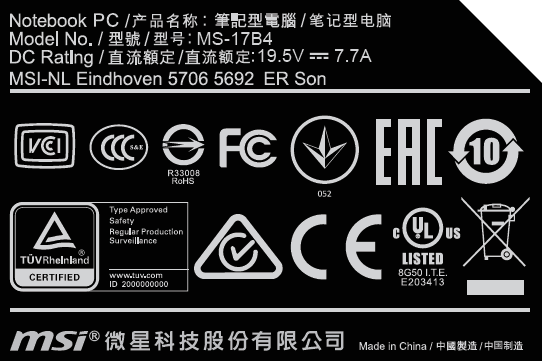 Notebook PC /产品名称：筆記型電腦 / 笔记型电脑
Model No. / 型號 / 型号: MS-17B4
DC Rating / 直流額定 / 直流额定: 19.5V ⎓ 7.7A
MSI-NL Eindhoven 5706 5692 ER Son
VCI
CCC S&E
R33008
RoHS
FC
052
EAC
10
TÜVRheinland®
CERTIFIED
Type Approved
Safety
Regular Production
Surveillance
www.tuv.com
ID 2000000000
CE
c UL® US
LISTED
8G50 I.T.E.
E203413
msi® 微星科技股份有限公司 Made in China / 中國製造 / 中国制造